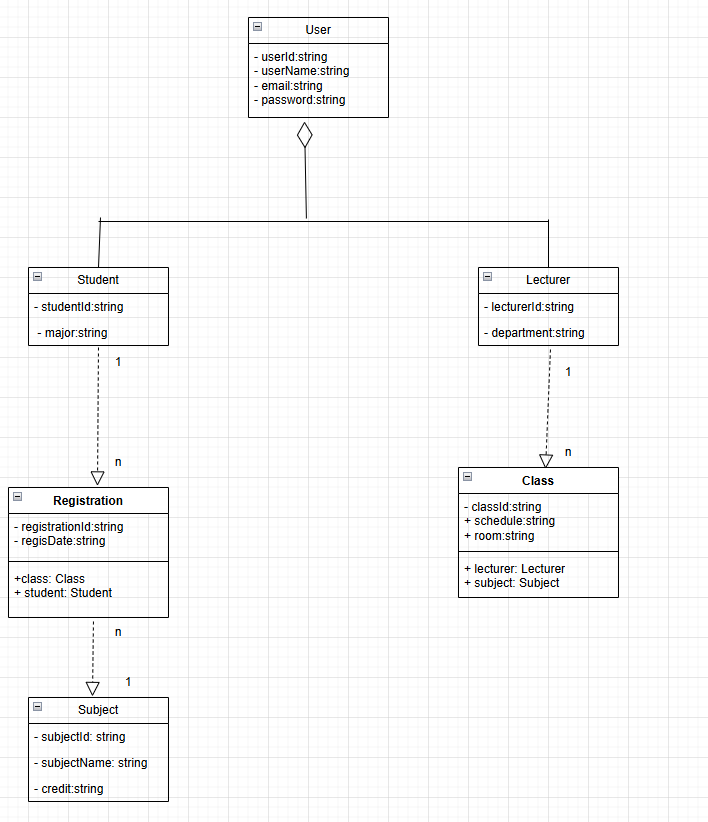 User
- userId:string
- userName:string
- email:string
- password:string
Student
- studentId:string
- major:string
Lecturer
- lecturerId:string
- department:string
1
1
n
n
Registration
- registrationId:string
- regisDate:string
+class: Class
+ student: Student
Class
- classId:string
+ schedule:string
+ room:string
+ lecturer: Lecturer
+ subject: Subject
n
1
Subject
- subjectId: string
- subjectName: string
- credit:string